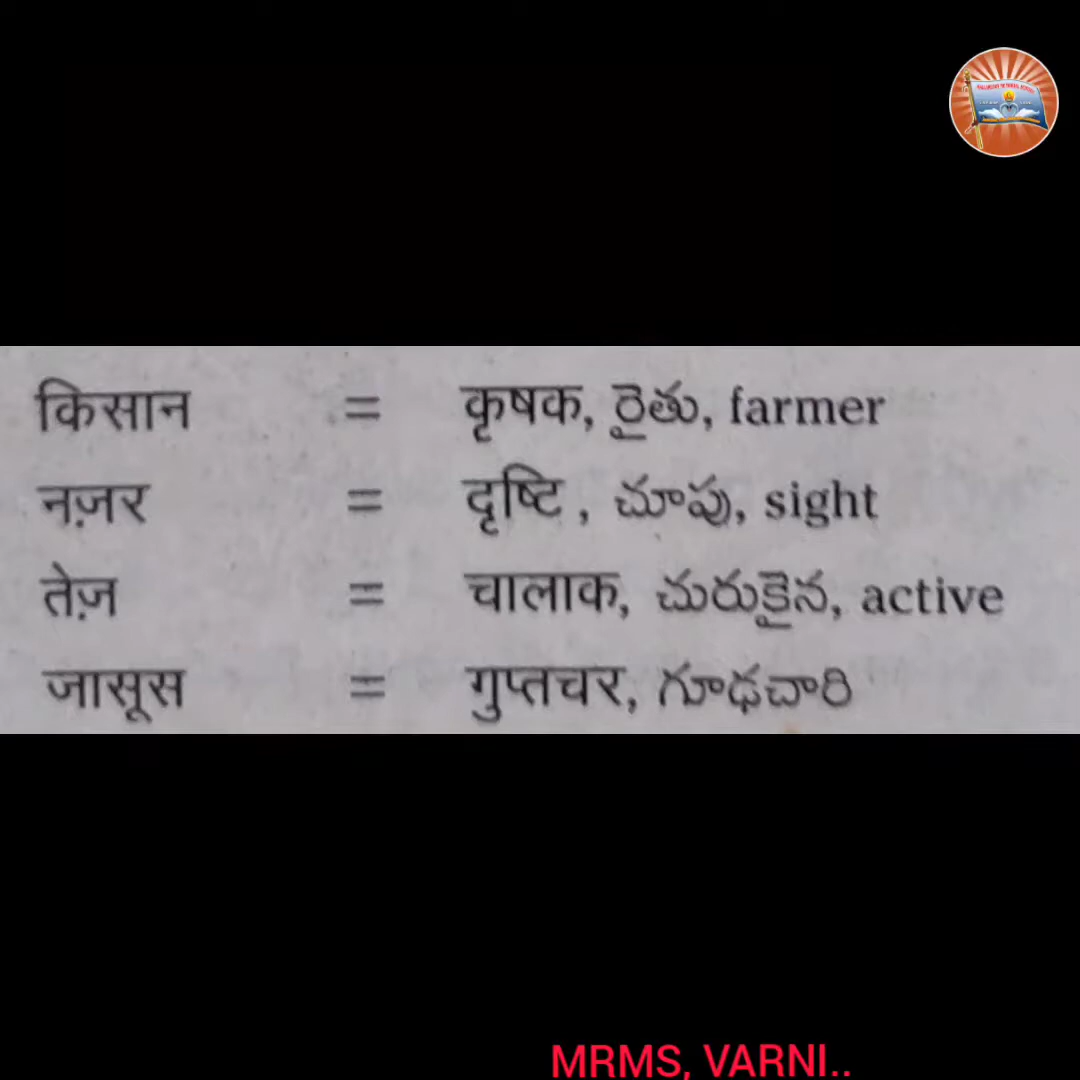 किसान = कृषक, రైతు, farmer
नज़र = दृष्टि , చూపు, sight
तेज़ = चालाक, చురుకైన, active
जासूस = गुप्तचर, గూఢచారి
MRMS, VARNI..